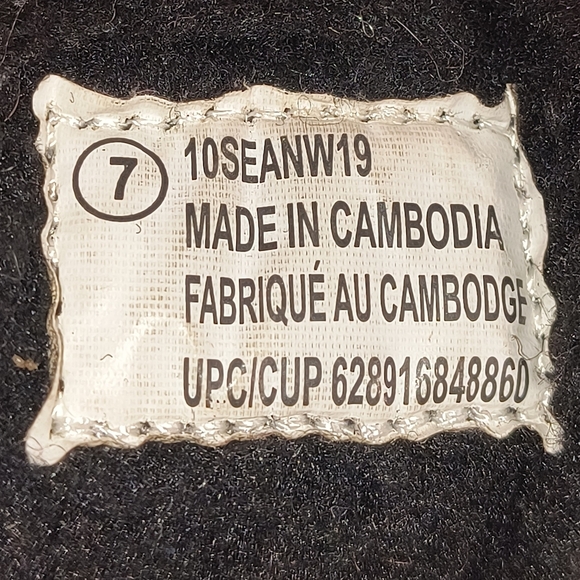 7
10SEANW19
MADE IN CAMBODIA
FABRIQUÉ AU CAMBODGE
UPC/CUP 628916848860